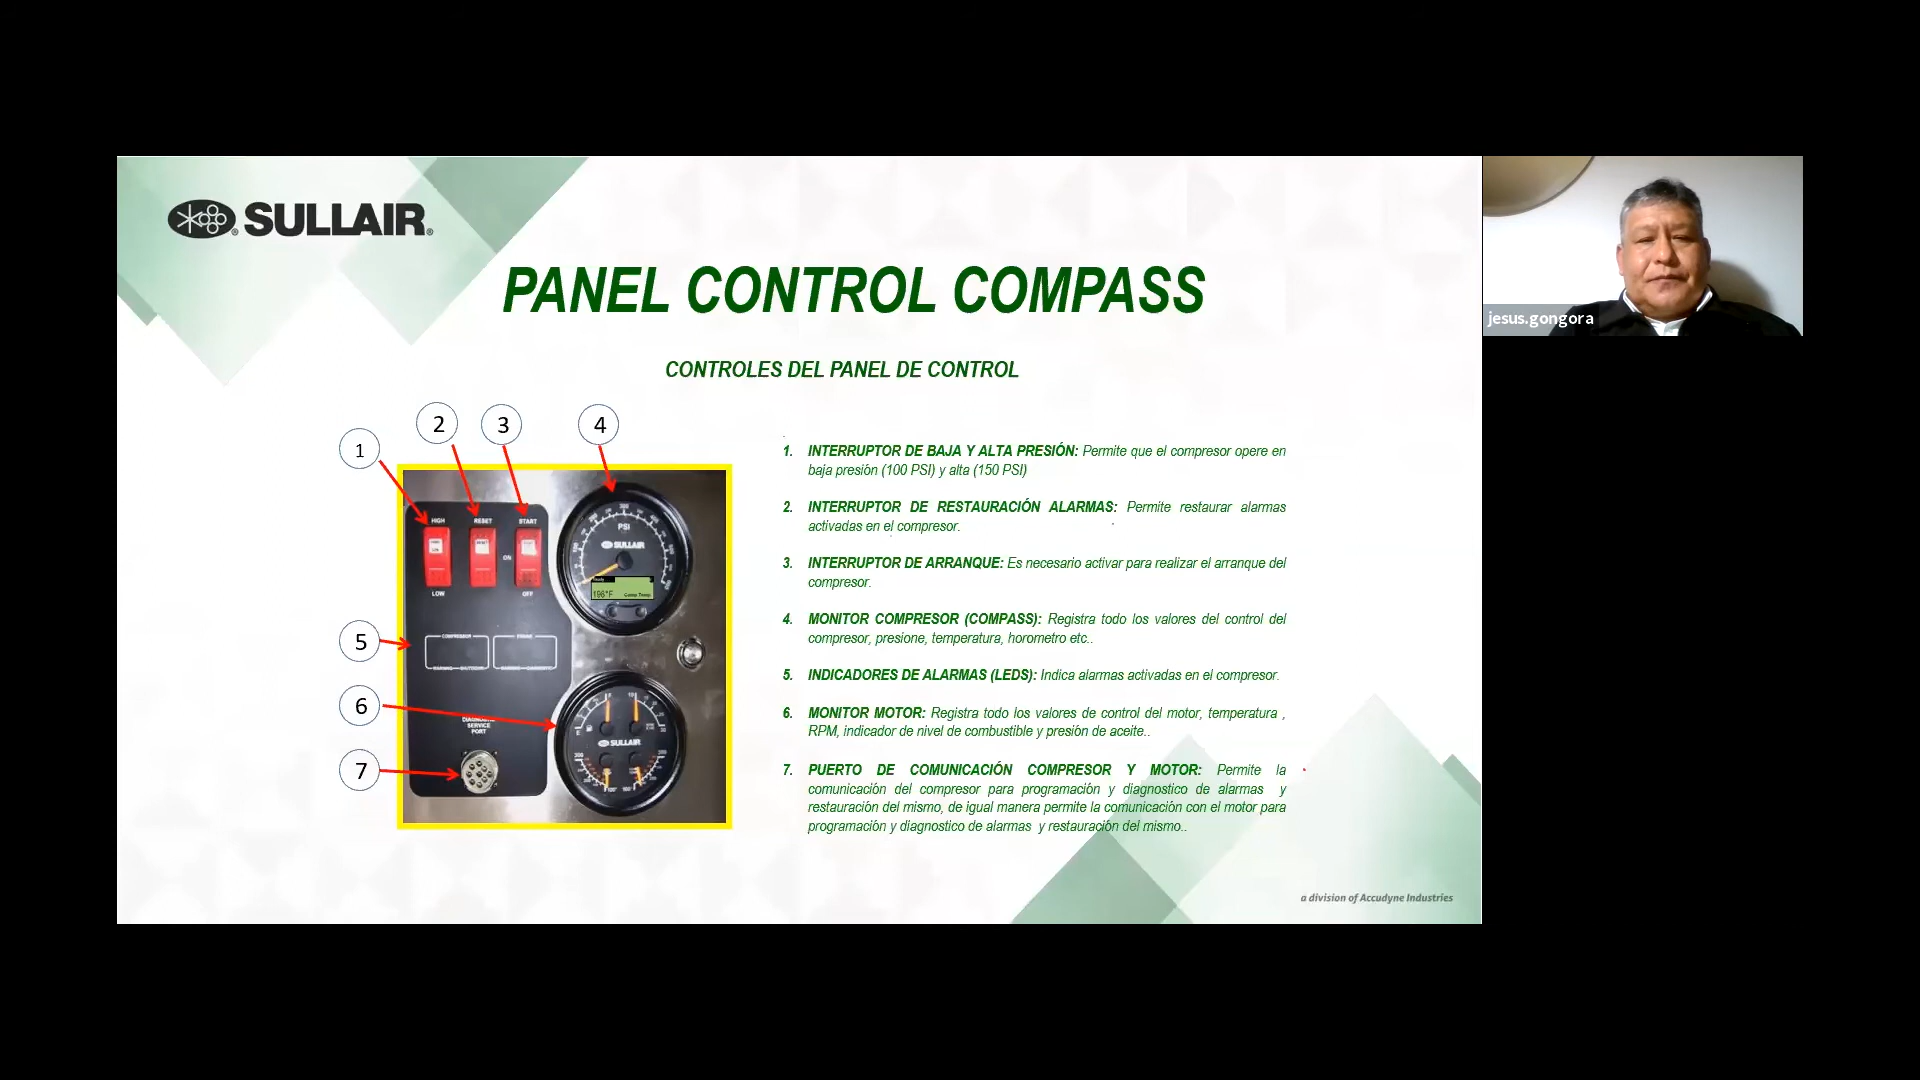 SULLAIR
PANEL CONTROL COMPASS
CONTROLES DEL PANEL DE CONTROL
1
2
3
4
5
6
7
HIGH
RESET
START
ON
LOW
OFF
PSI
SULLAIR
196°F
COMPRESSOR
DIAGNOSTIC
SERVICE
PORT
SULLAIR
1. INTERRUPTOR DE BAJA Y ALTA PRESIÓN: Permite que el compresor opere en
baja presión (100 PSI) y alta (150 PSI)
2. INTERRUPTOR DE RESTAURACIÓN ALARMAS: Permite restaurar alarmas
activadas en el compresor.
3. INTERRUPTOR DE ARRANQUE: Es necesario activar para realizar el arranque del
compresor.
4. MONITOR COMPRESOR (COMPASS): Registra todo los valores del control del
compresor, presione, temperatura, horometro etc..
5. INDICADORES DE ALARMAS (LEDS): Indica alarmas activadas en el compresor.
6. MONITOR MOTOR: Registra todo los valores de control del motor, temperatura ,
RPM, indicador de nivel de combustible y presión de aceite..
7. PUERTO DE COMUNICACIÓN COMPRESOR Y MOTOR: Permite la
comunicación del compresor para programación y diagnostico de alarmas y
restauración del mismo, de igual manera permite la comunicación con el motor para
programación y diagnostico de alarmas y restauración del mismo..
a division of Accudyne Industries
jesus.gongora